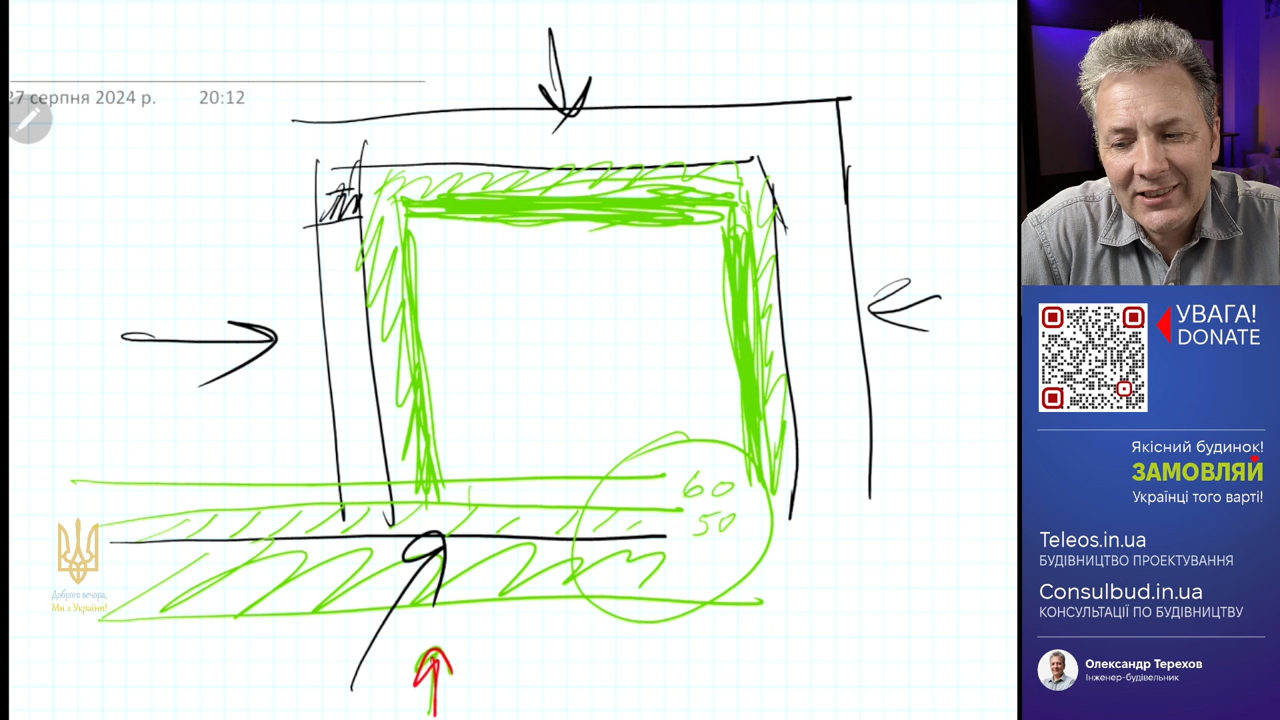 27 серпня 2024 р. 20:12
60
50
Доброго вечора,
Ми з України!
УВАГА!
DONATE
Якісний будинок!
ЗАМОВЛЯЙ
Українці того варті!
Teleos.in.ua
БУДІВНИЦТВО ПРОЕКТУВАННЯ
Consulbud.in.ua
КОНСУЛЬТАЦІЇ ПО БУДІВНИЦТВУ
Олександр Терехов
Інженер-будівельник